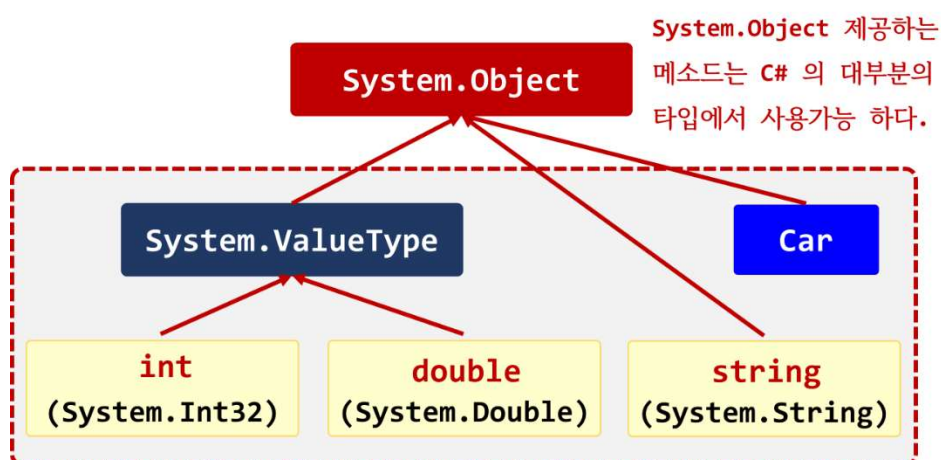 System.Object 제공하는
메소드는 C# 의 대부분의
타입에서 사용가능 하다.
System.Object
System.ValueType
Car
int
(System.Int32)
double
(System.Double)
string
(System.String)